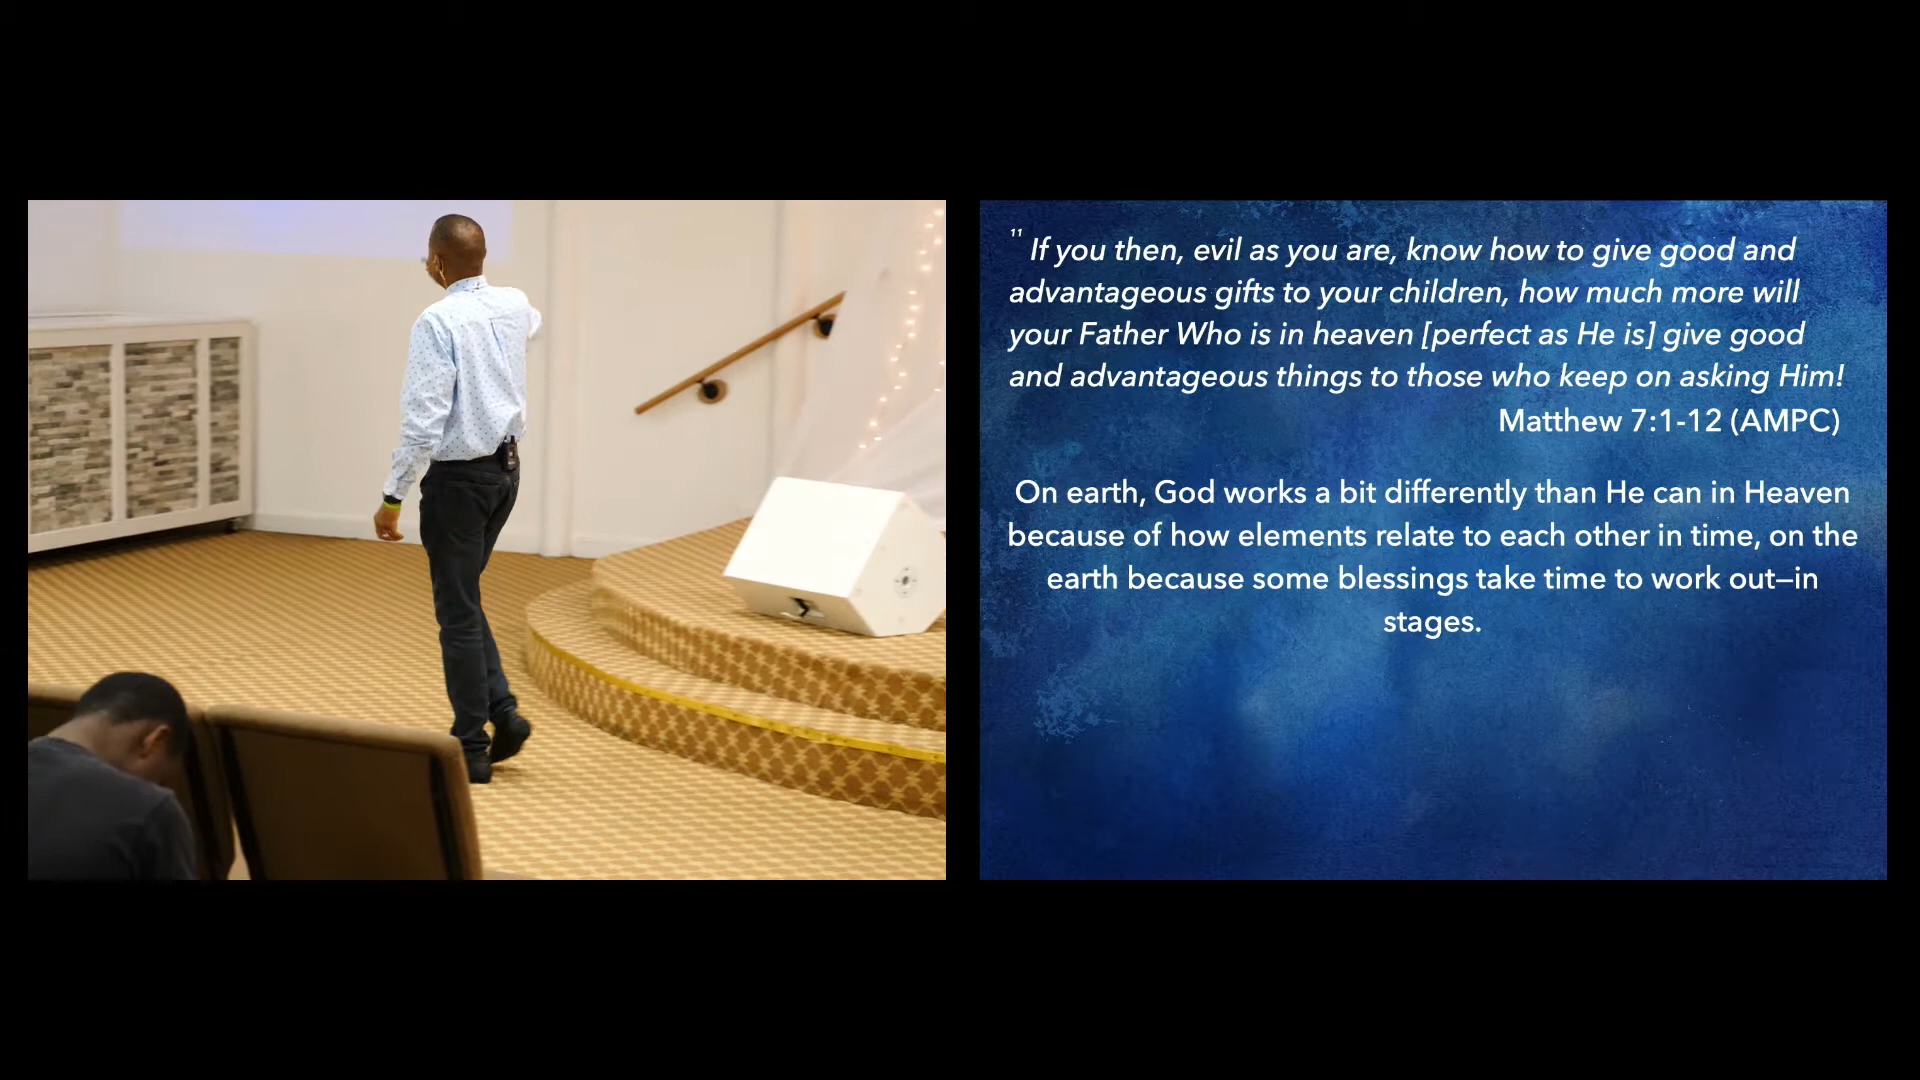 11 If you then, evil as you are, know how to give good and
advantageous gifts to your children, how much more will
your Father Who is in heaven [perfect as He is] give good
and advantageous things to those who keep on asking Him!
Matthew 7:1-12 (AMPC)
On earth, God works a bit differently than He can in Heaven
because of how elements relate to each other in time, on the
earth because some blessings take time to work out—in
stages.